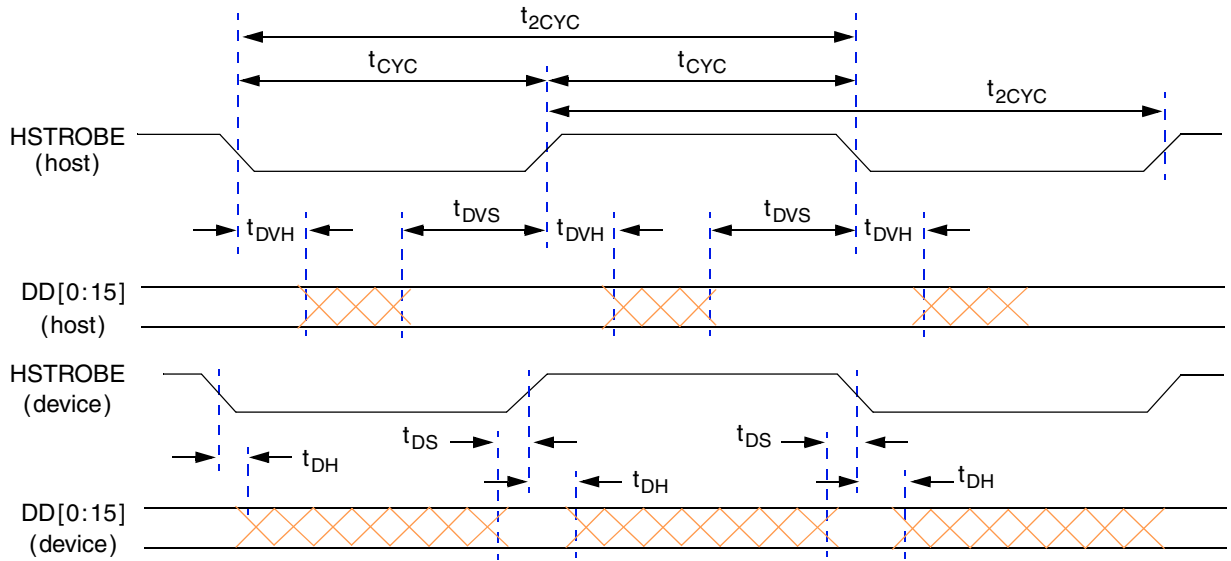 t2CYC
tCYC tCYC
t2CYC
HSTROBE
(host)
tDVH tDVS tDVH tDVS tDVH
DD[0:15]
(host)
HSTROBE
(device)
tDH tDS tDH tDS tDH
DD[0:15]
(device)